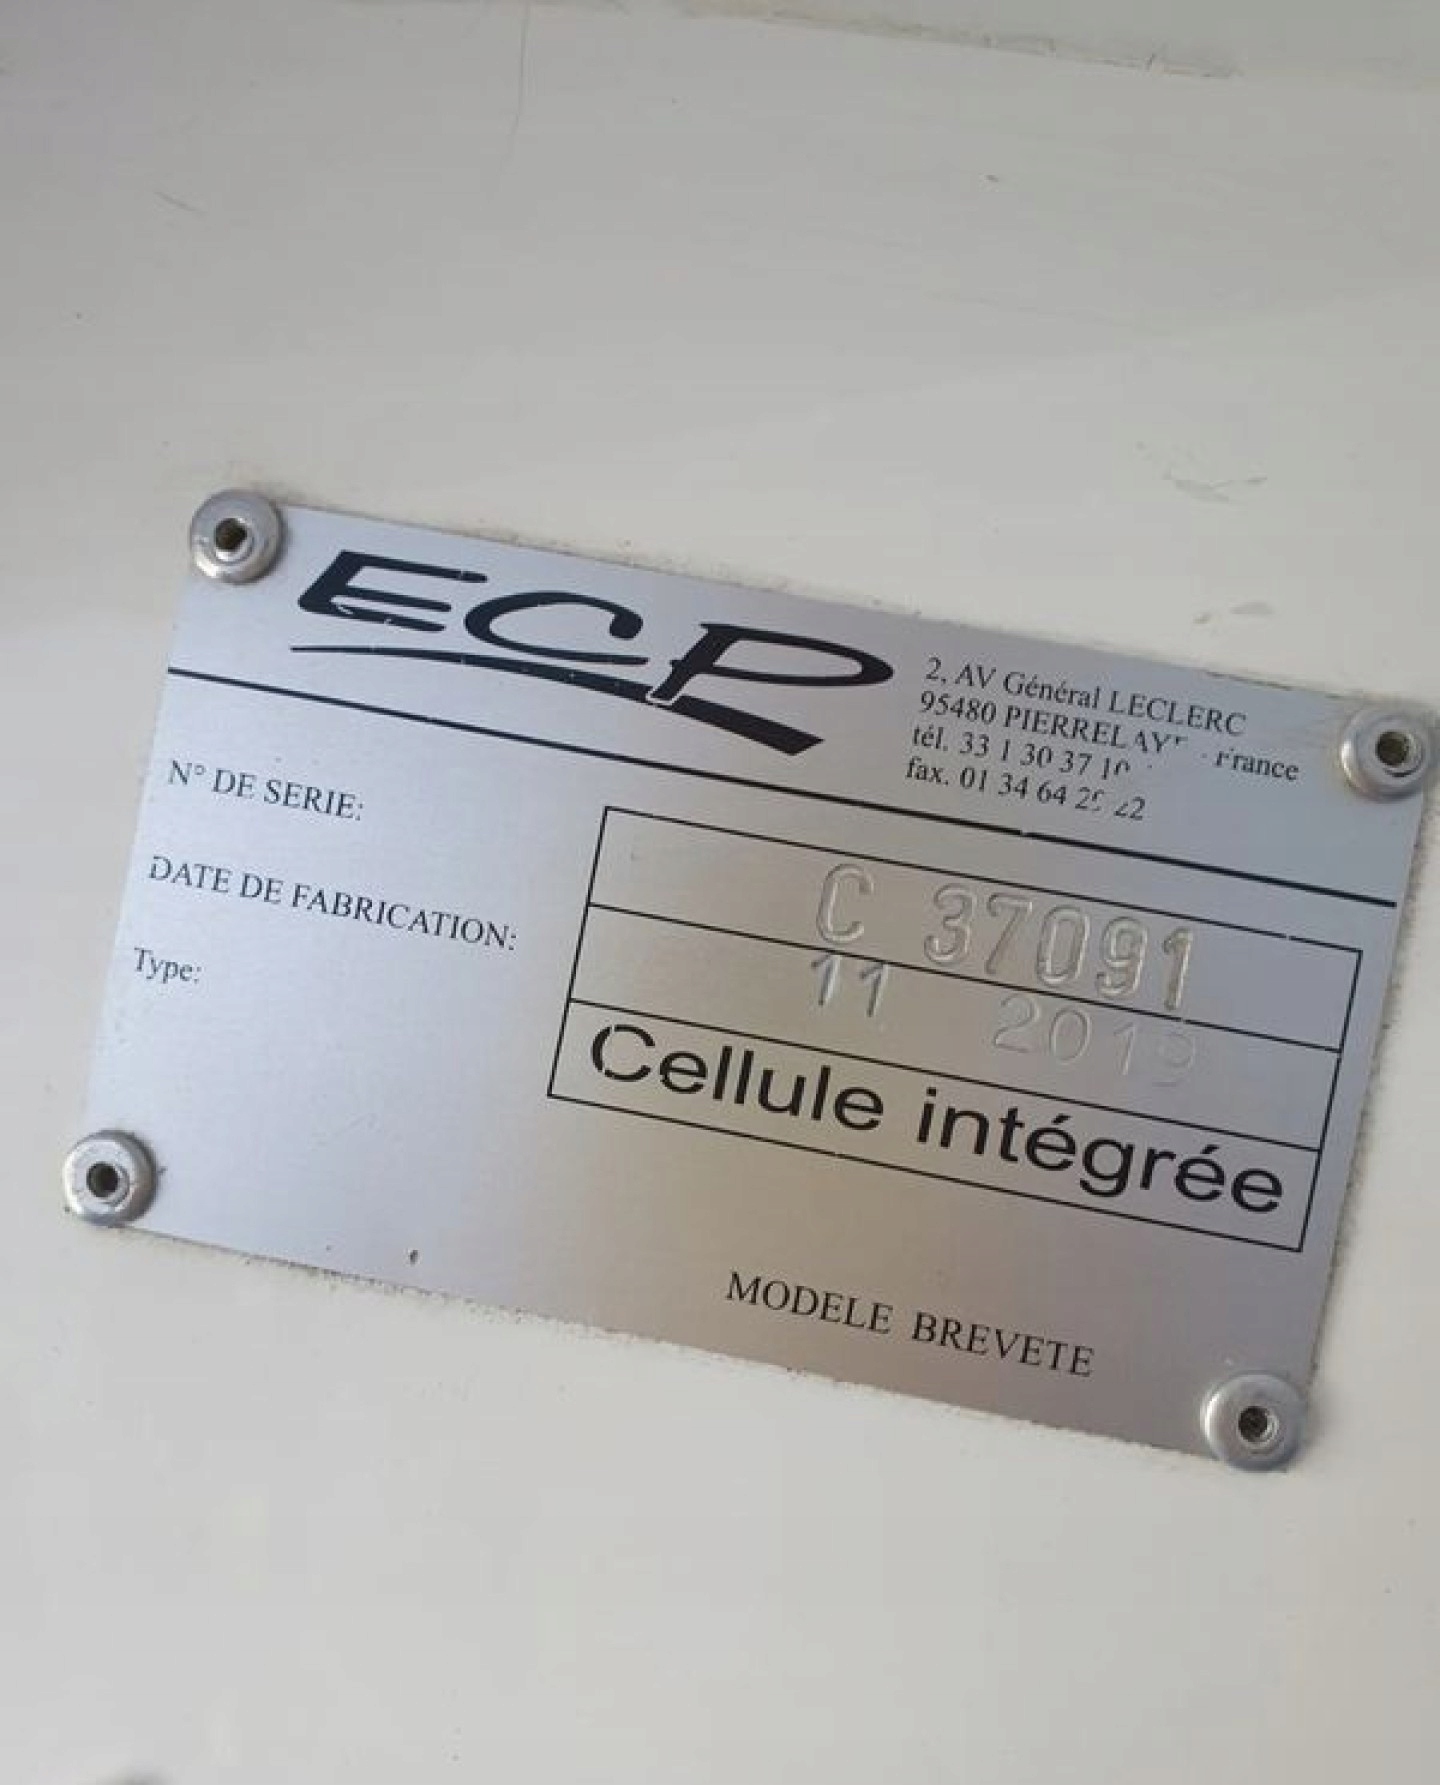 ECP
2, AV Général LECLERC
95480 PIERRELAYE - France
tél. 33 1 30 37
fax. 01 34 64 22
N° DE SERIE: C 37091
DATE DE FABRICATION: 11 2019
Type: Cellule intégrée
MODELE BREVETE